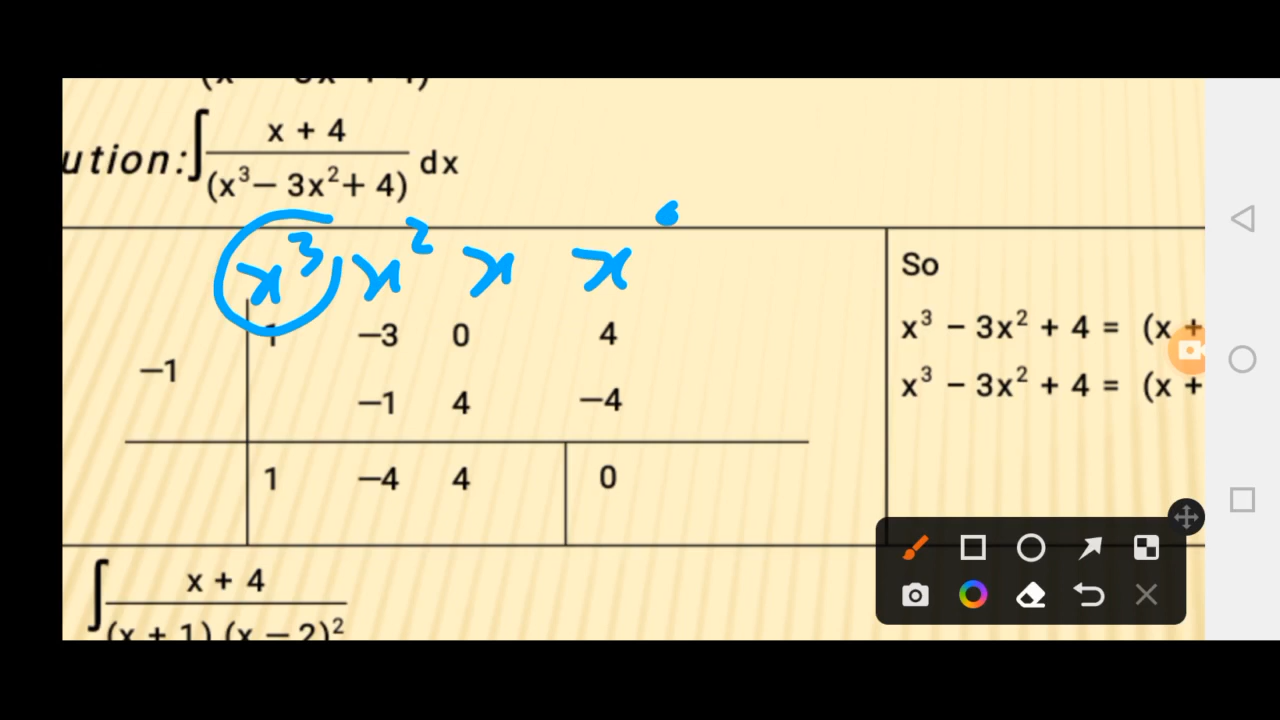 ution: ∫ x + 4 / (x³ − 3x² + 4) dx
x³ x² x x⁰
1 −3 0 4
−1
−1 4 −4
1 −4 4 0
So
x³ − 3x² + 4 = (x +
x³ − 3x² + 4 = (x +
∫ x + 4 / (x + 1) (x − 2)²